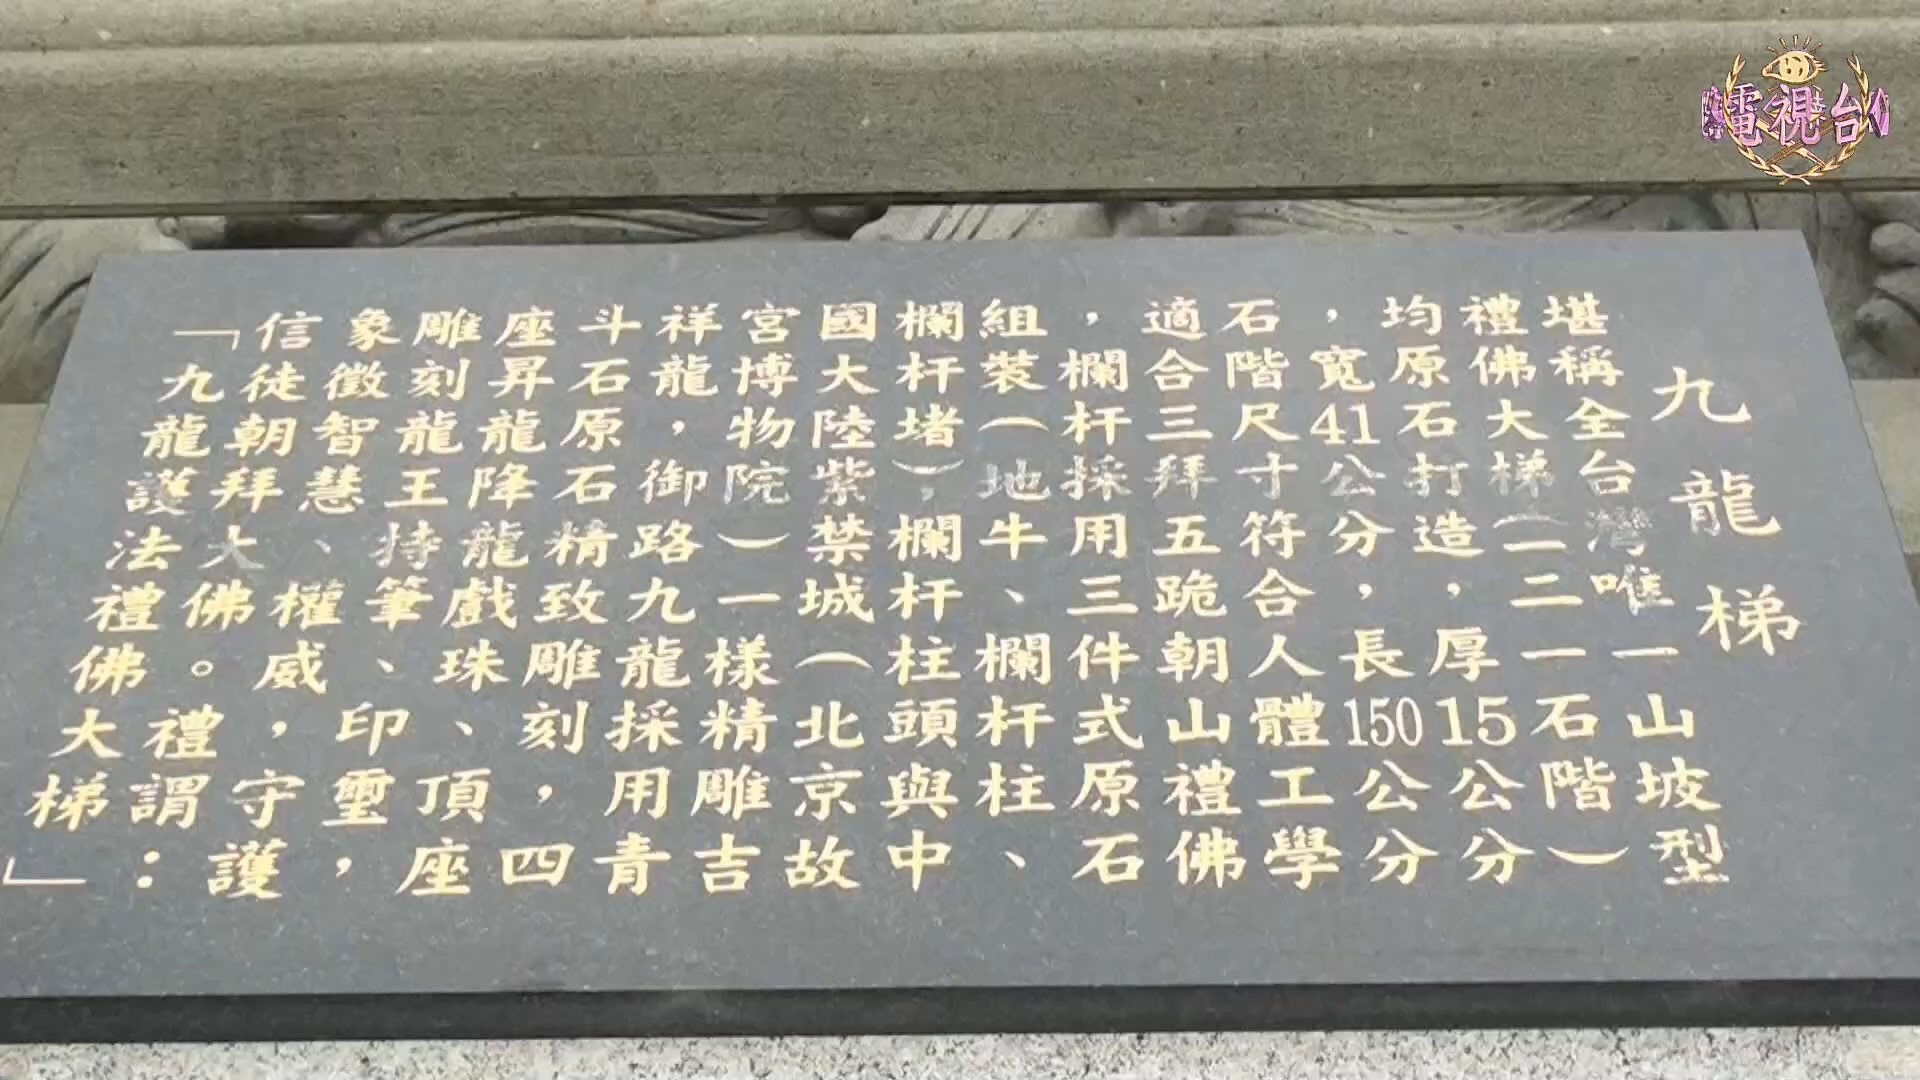 九龍梯
堪稱全台灣唯一山坡型
禮佛大梯(二二一石階)
均原石打造,厚15公分
,寬41公分,長150公分
石階尺寸符合人體工學
適合三拜五跪朝山禮佛
,欄杆採用三件式原石
組裝(地牛、欄杆柱、
欄杆堵),欄杆柱頭與中
國大陸紫禁城(北京故
宮博物院)一樣精雕吉
祥龍,御路九龍採用青
斗石原石精致雕刻,四
座昇龍降龍戲珠、頂座
雕刻龍王持筆、印璽,
象徵智慧、權威,守護
信徒朝拜大佛。禮謂:
「九龍護法禮佛大梯」
電視台